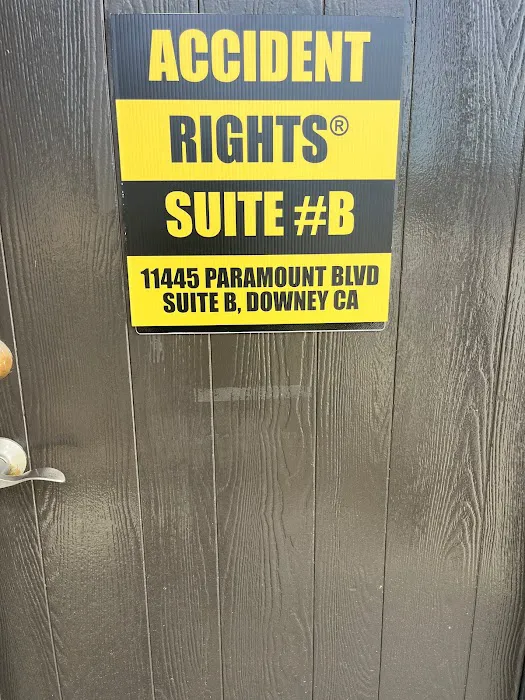 ACCIDENT
RIGHTS®
SUITE #B
11445 PARAMOUNT BLVD
SUITE B, DOWNEY CA